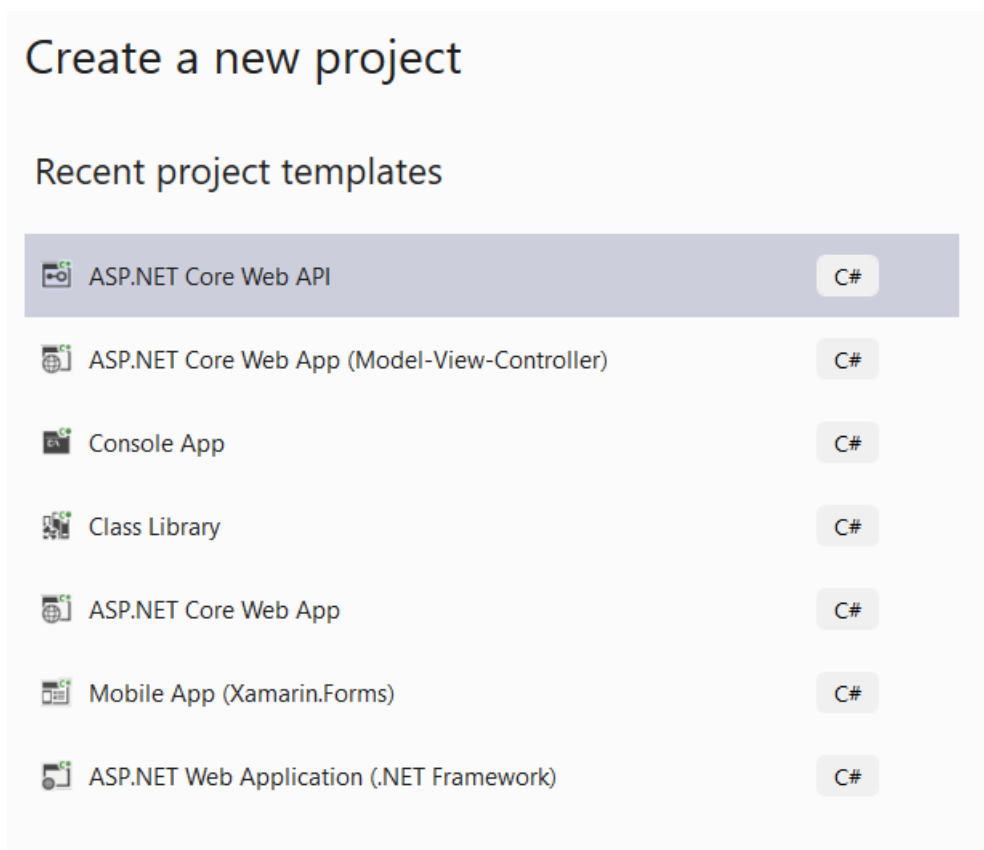 Create a new project
Recent project templates
ASP.NET Core Web API C#
ASP.NET Core Web App (Model-View-Controller) C#
Console App C#
Class Library C#
ASP.NET Core Web App C#
Mobile App (Xamarin.Forms) C#
ASP.NET Web Application (.NET Framework) C#